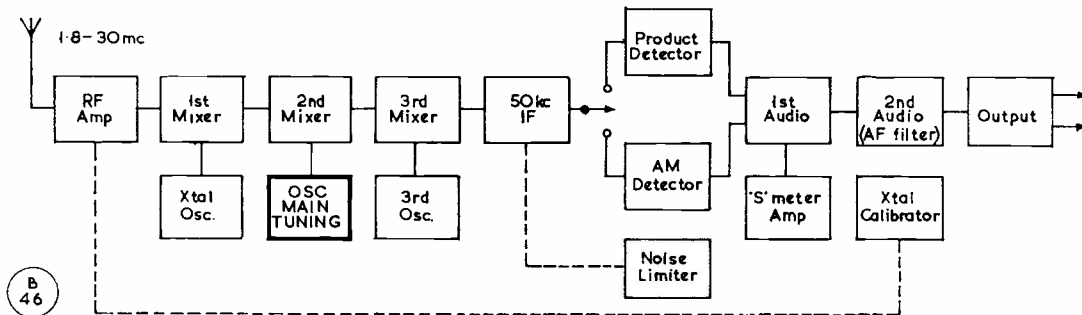 1·8-30mc
RF
Amp
1st
Mixer
2nd
Mixer
3rd
Mixer
50kc
IF
Product
Detector
AM
Detector
1st
Audio
2nd
Audio
(AF filter)
Output
Xtal
Osc.
OSC
MAIN
TUNING
3rd
Osc.
'S' meter
Amp
Xtal
Calibrator
Noise
Limiter
B
46